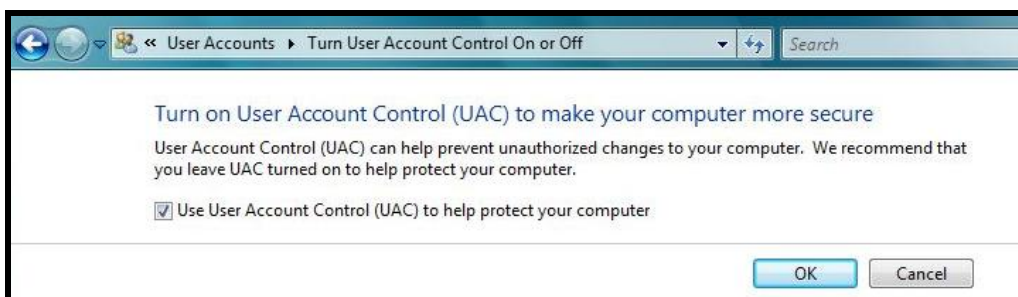 « User Accounts ▸ Turn User Account Control On or Off Search
Turn on User Account Control (UAC) to make your computer more secure
User Account Control (UAC) can help prevent unauthorized changes to your computer. We recommend that
you leave UAC turned on to help protect your computer.
Use User Account Control (UAC) to help protect your computer
OK Cancel